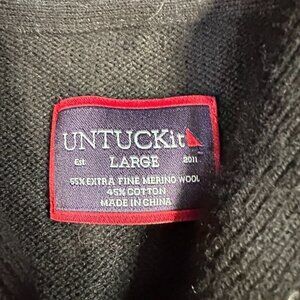 UNTUCKit
Est LARGE 2011
55% EXTRA FINE MERINO WOOL
45% COTTON
MADE IN CHINA